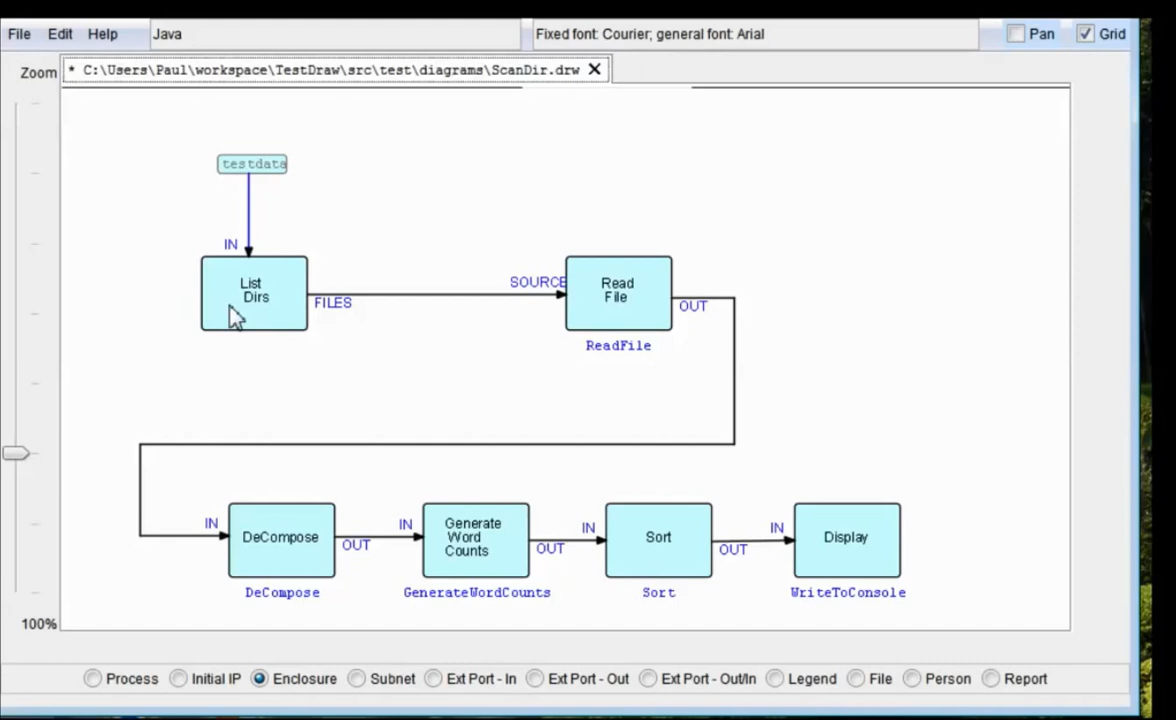 File Edit Help Java Fixed font: Courier; general font: Arial Pan Grid
Zoom * C:\Users\Paul\workspace\TestDraw\src\test\diagrams\ScanDir.drw
testdata
IN
List
Dirs
FILES
SOURCE
Read
File
OUT
ReadFile
IN
DeCompose
OUT
DeCompose
IN
Generate
Word
Counts
OUT
GenerateWordCounts
IN
Sort
OUT
Sort
IN
Display
WriteToConsole
100%
Process Initial IP Enclosure Subnet Ext Port - In Ext Port - Out Ext Port - Out/In Legend File Person Report